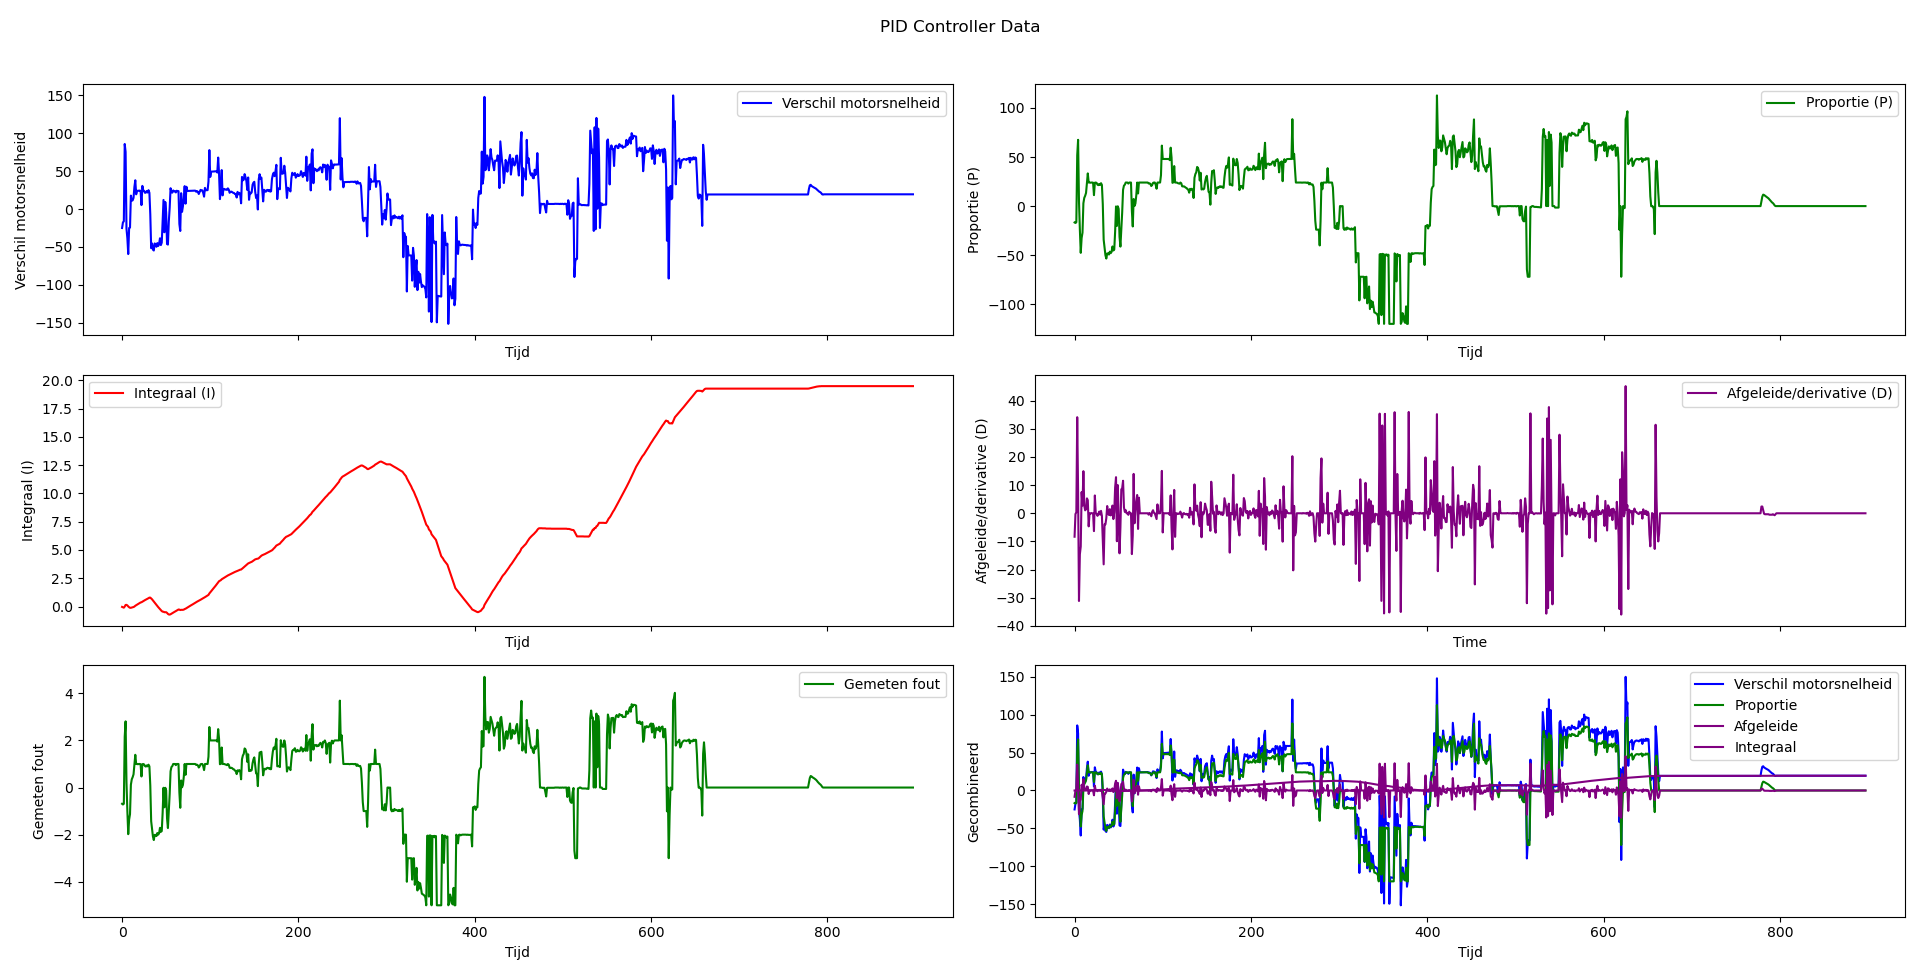 PID Controller Data
150
100
50
0
−50
−100
−150
Verschil motorsnelheid
Verschil motorsnelheid
Tijd
100
50
0
−50
−100
Proportie (P)
Proportie (P)
Tijd
20.0
17.5
15.0
12.5
10.0
7.5
5.0
2.5
0.0
Integraal (I)
Integraal (I)
Tijd
40
30
20
10
0
−10
−20
−30
−40
Afgeleide/derivative (D)
Afgeleide/derivative (D)
Time
4
2
0
−2
−4
Gemeten fout
Gemeten fout
0 200 400 600 800
Tijd
150
100
50
0
−50
−100
−150
Gecombineerd
Verschil motorsnelheid
Proportie
Afgeleide
Integraal
0 200 400 600 800
Tijd